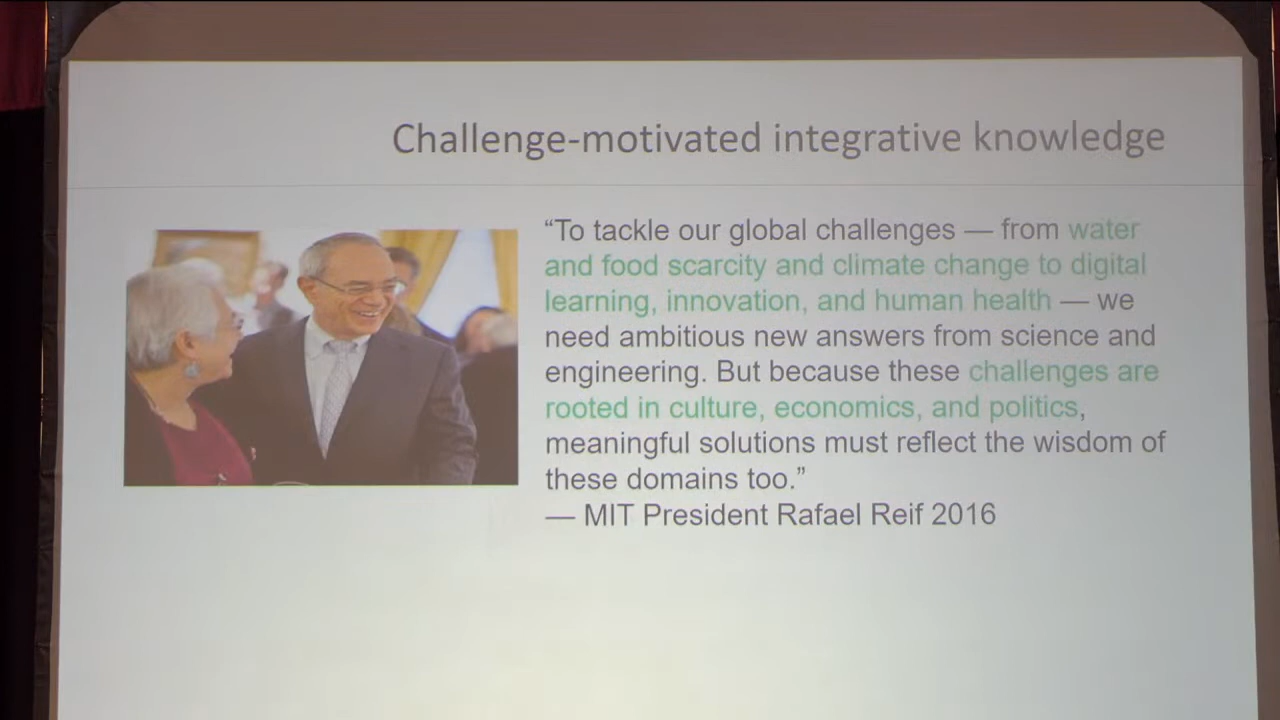 Challenge-motivated integrative knowledge
“To tackle our global challenges — from water
and food scarcity and climate change to digital
learning, innovation, and human health — we
need ambitious new answers from science and
engineering. But because these challenges are
rooted in culture, economics, and politics,
meaningful solutions must reflect the wisdom of
these domains too.”
— MIT President Rafael Reif 2016